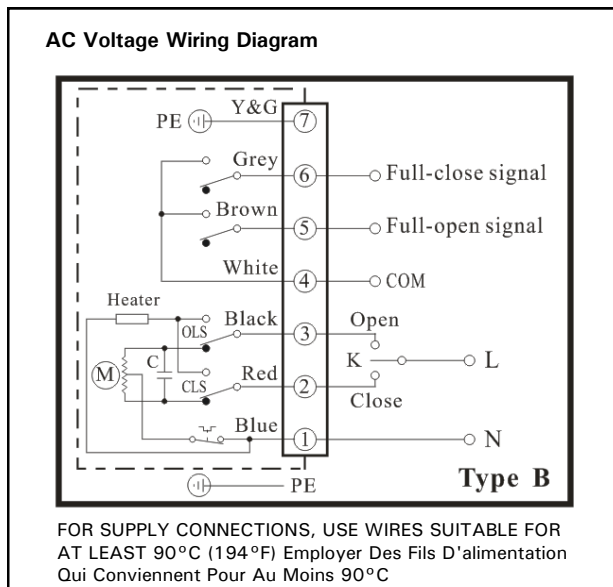 AC Voltage Wiring Diagram
Y&G
PE
7
Grey
6
Full-close signal
Brown
5
Full-open signal
White
4
COM
Heater
OLS
Black
3
Open
M
C
K
L
CLS
Red
2
Close
Blue
1
N
PE
Type B
FOR SUPPLY CONNECTIONS, USE WIRES SUITABLE FOR
AT LEAST 90°C (194°F) Employer Des Fils D'alimentation
Qui Conviennent Pour Au Moins 90°C